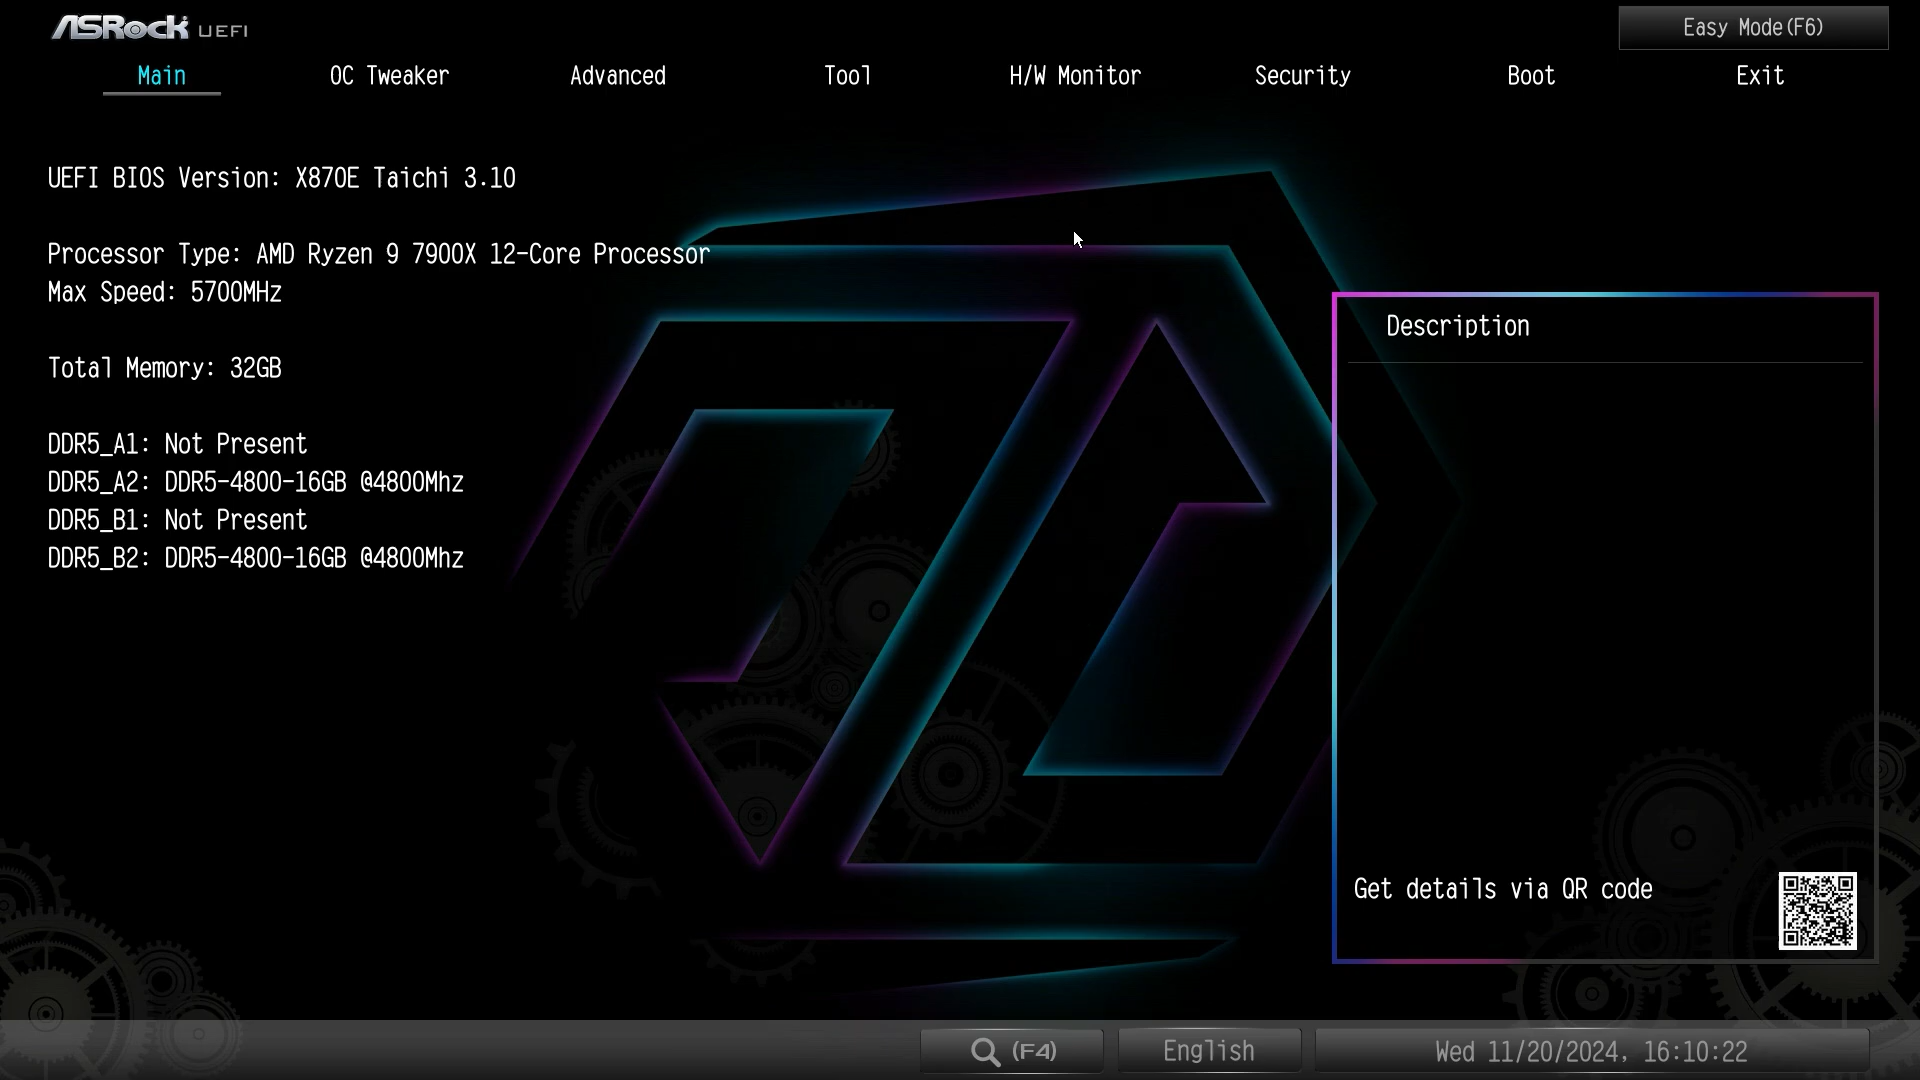 ASRock UEFI
Easy Mode(F6)
Main OC Tweaker Advanced Tool H/W Monitor Security Boot Exit
UEFI BIOS Version: X870E Taichi 3.10
Processor Type: AMD Ryzen 9 7900X 12-Core Processor
Max Speed: 5700MHz
Total Memory: 32GB
DDR5_A1: Not Present
DDR5_A2: DDR5-4800-16GB @4800Mhz
DDR5_B1: Not Present
DDR5_B2: DDR5-4800-16GB @4800Mhz
Description
Get details via QR code
(F4)
English
Wed 11/20/2024, 16:10:22